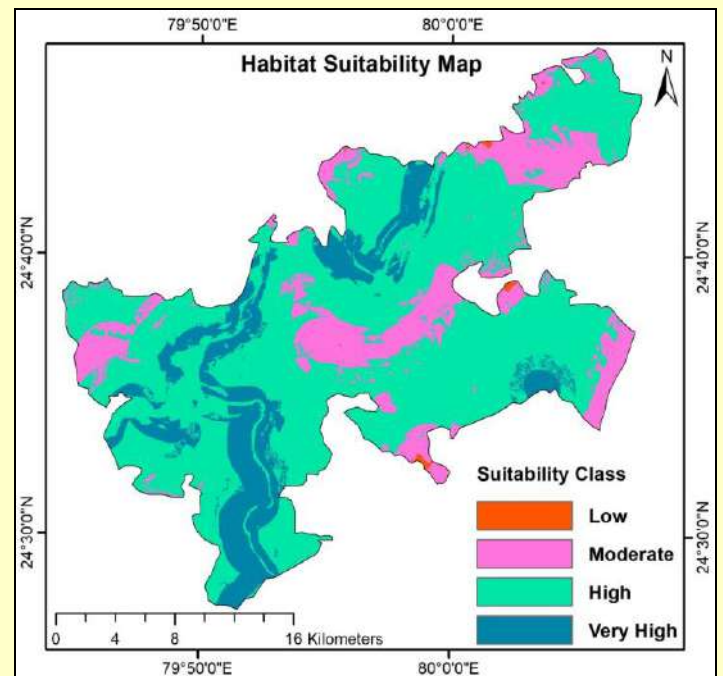 79°50'0"E 80°0'0"E
Habitat Suitability Map
N
24°40'0"N 24°40'0"N
24°30'0"N 24°30'0"N
Suitability Class
Low
Moderate
High
Very High
0 4 8 16 Kilometers
79°50'0"E 80°0'0"E